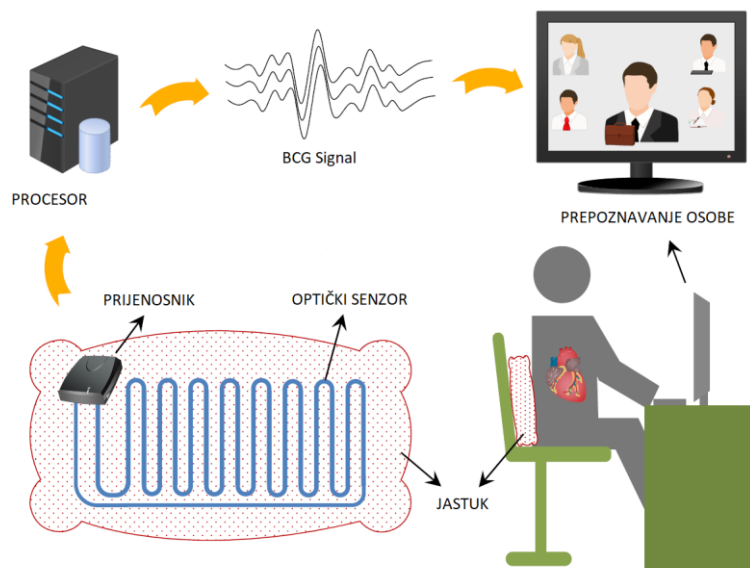 BCG Signal
PROCESOR
PREPOZNAVANJE OSOBE
PRIJENOSNIK
OPTIČKI SENZOR
JASTUK